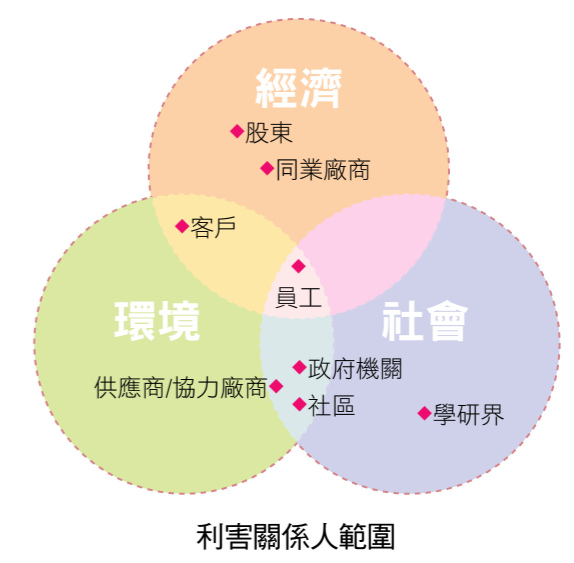 經濟
◆股東
◆同業廠商
◆客戶
◆
員工
環境
社會
◆政府機關
供應商/協力廠商◆
◆社區
◆學研界
利害關係人範圍